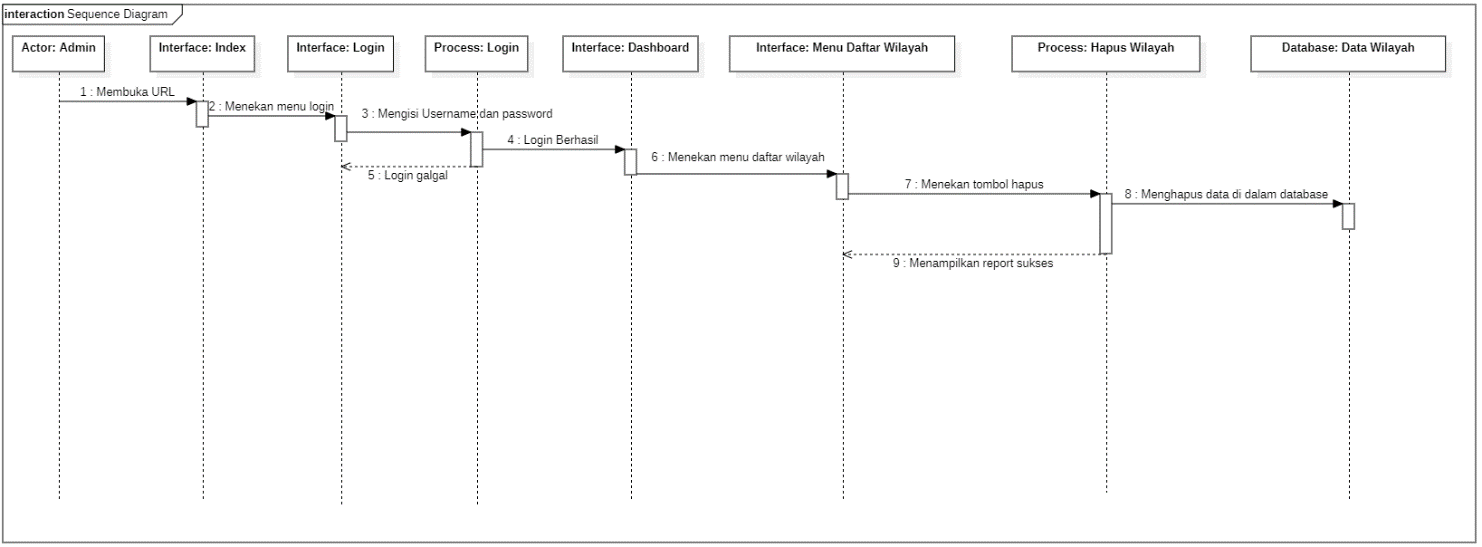 interaction Sequence Diagram
Actor: Admin
Interface: Index
Interface: Login
Process: Login
Interface: Dashboard
Interface: Menu Daftar Wilayah
Process: Hapus Wilayah
Database: Data Wilayah
1 : Membuka URL
2 : Menekan menu login
3 : Mengisi Username dan password
4 : Login Berhasil
5 : Login galgal
6 : Menekan menu daftar wilayah
7 : Menekan tombol hapus
8 : Menghapus data di dalam database
9 : Menampilkan report sukses